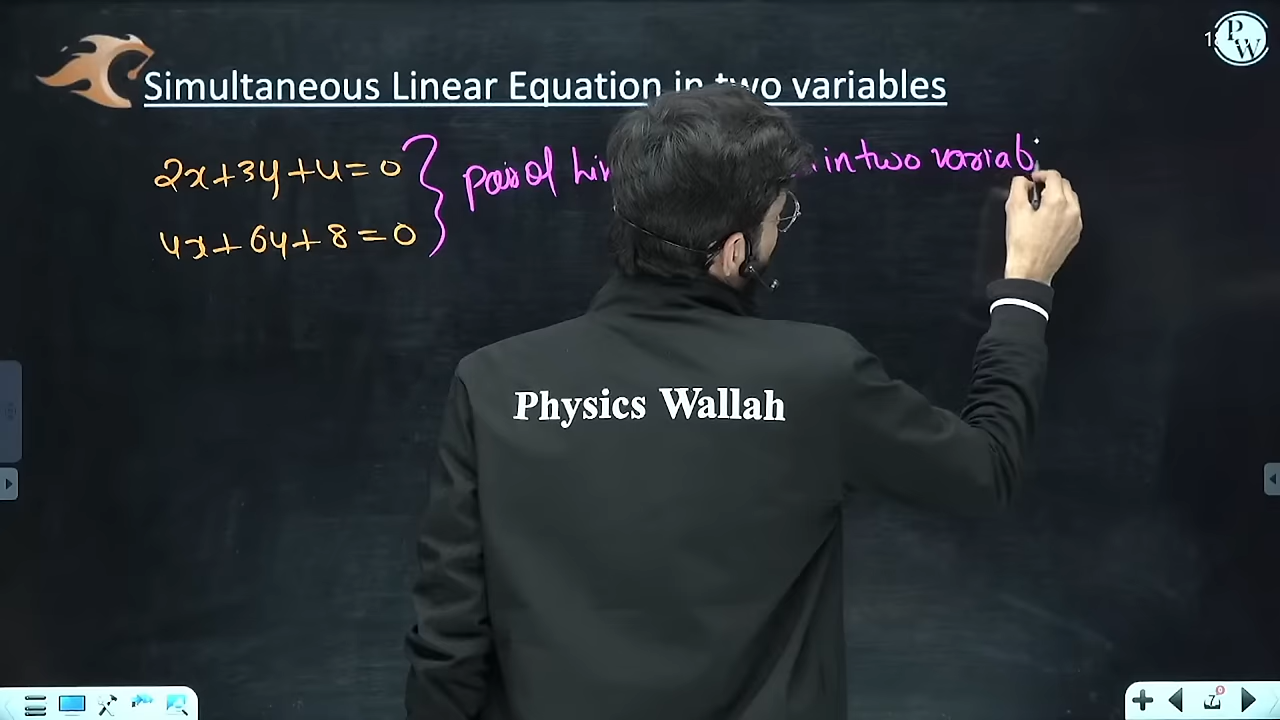 PW
Simultaneous Linear Equation in two variables
2x+3y+4=0
pair of in two variab
4x+6y+8=0
Physics Wallah